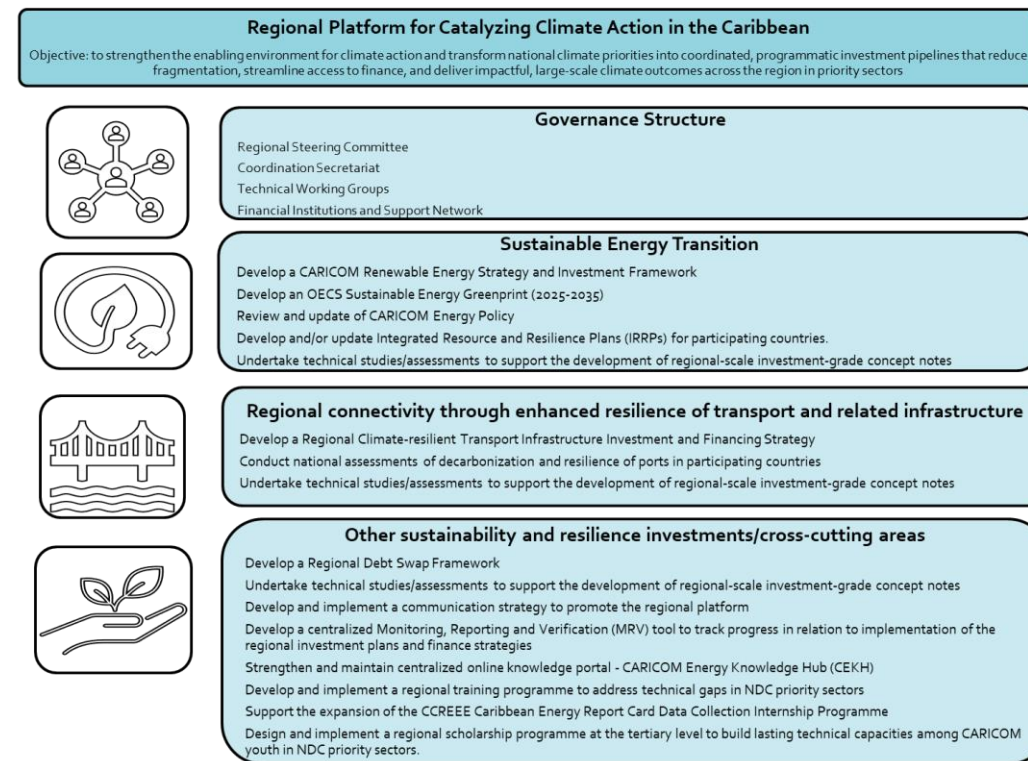 Regional Platform for Catalyzing Climate Action in the Caribbean
Objective: to strengthen the enabling environment for climate action and transform national climate priorities into coordinated, programmatic investment pipelines that reduce
fragmentation, streamline access to finance, and deliver impactful, large-scale climate outcomes across the region in priority sectors
Governance Structure
Regional Steering Committee
Coordination Secretariat
Technical Working Groups
Financial Institutions and Support Network
Sustainable Energy Transition
Develop a CARICOM Renewable Energy Strategy and Investment Framework
Develop an OECS Sustainable Energy Greenprint (2025-2035)
Review and update of CARICOM Energy Policy
Develop and/or update Integrated Resource and Resilience Plans (IRRPs) for participating countries.
Undertake technical studies/assessments to support the development of regional-scale investment-grade concept notes
Regional connectivity through enhanced resilience of transport and related infrastructure
Develop a Regional Climate-resilient Transport Infrastructure Investment and Financing Strategy
Conduct national assessments of decarbonization and resilience of ports in participating countries
Undertake technical studies/assessments to support the development of regional-scale investment-grade concept notes
Other sustainability and resilience investments/cross-cutting areas
Develop a Regional Debt Swap Framework
Undertake technical studies/assessments to support the development of regional-scale investment-grade concept notes
Develop and implement a communication strategy to promote the regional platform
Develop a centralized Monitoring, Reporting and Verification (MRV) tool to track progress in relation to implementation of the
regional investment plans and finance strategies
Strengthen and maintain centralized online knowledge portal - CARICOM Energy Knowledge Hub (CEKH)
Develop and implement a regional training programme to address technical gaps in NDC priority sectors
Support the expansion of the CCREEE Caribbean Energy Report Card Data Collection Internship Programme
Design and implement a regional scholarship programme at the tertiary level to build lasting technical capacities among CARICOM
youth in NDC priority sectors.